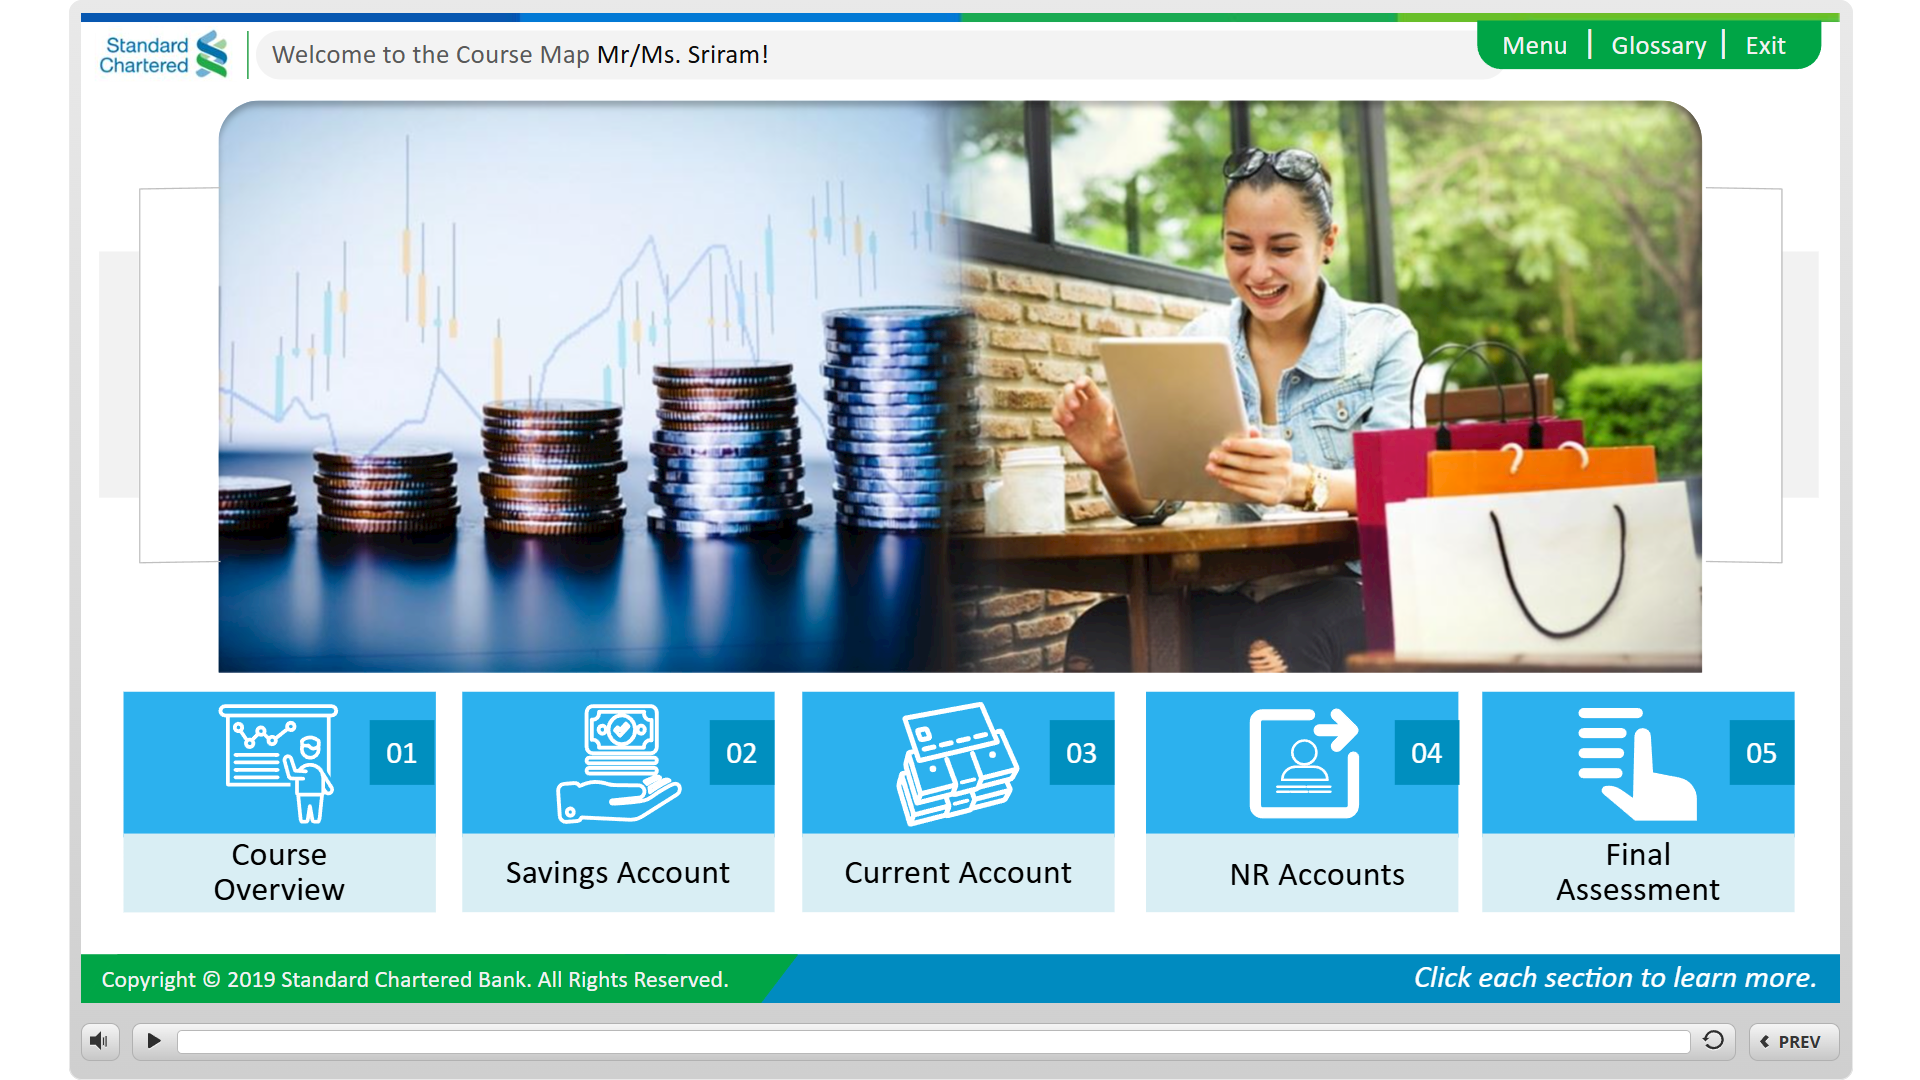 Standard
Chartered
Welcome to the Course Map Mr/Ms. Sriram!
Menu
Glossary
Exit
01
02
03
04
05
Course
Overview
Savings Account
Current Account
NR Accounts
Final
Assessment
Copyright © 2019 Standard Chartered Bank. All Rights Reserved.
Click each section to learn more.
PREV